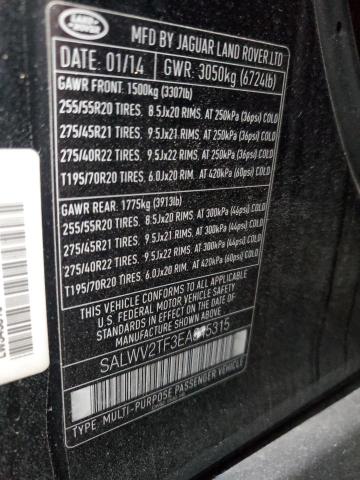 LAND-
ROVER
MFD BY JAGUAR LAND ROVER LTD
DATE: 01/14 GWR: 3050kg (6724lb)
GAWR FRONT: 1500kg (3307lb)
255/55R20 TIRES, 8.5Jx20 RIMS, AT 250kPA (36psi) COLD
275/45R21 TIRES, 9.5Jx21 RIMS, AT 250kPA (36psi) COLD
275/40R22 TIRES, 9.5Jx22 RIMS, AT 250kPA (36psi) COLD
T195/70R20 TIRES, 6.0Jx20 RIM, AT 420kPA (60psi) COLD
GAWR REAR: 1775kg (3913lb)
255/55R20 TIRES, 8.5Jx20 RIMS, AT 300kPA (44psi) COLD
275/45R21 TIRES, 9.5Jx21 RIMS, AT 300kPA (44psi) COLD
275/40R22 TIRES, 9.5Jx22 RIMS, AT 300kPA (44psi) COLD
T195/70R20 TIRES, 6.0Jx20 RIM, AT 420kPA (60psi) COLD
THIS VEHICLE CONFORMS TO ALL APPLICABLE
U.S. FEDERAL MOTOR VEHICLE SAFETY
STANDARDS IN EFFECT ON THE DATE OF
MANUFACTURE SHOWN ABOVE.
TYPE: MULTI-PURPOSE PASSENGER VEHICLE